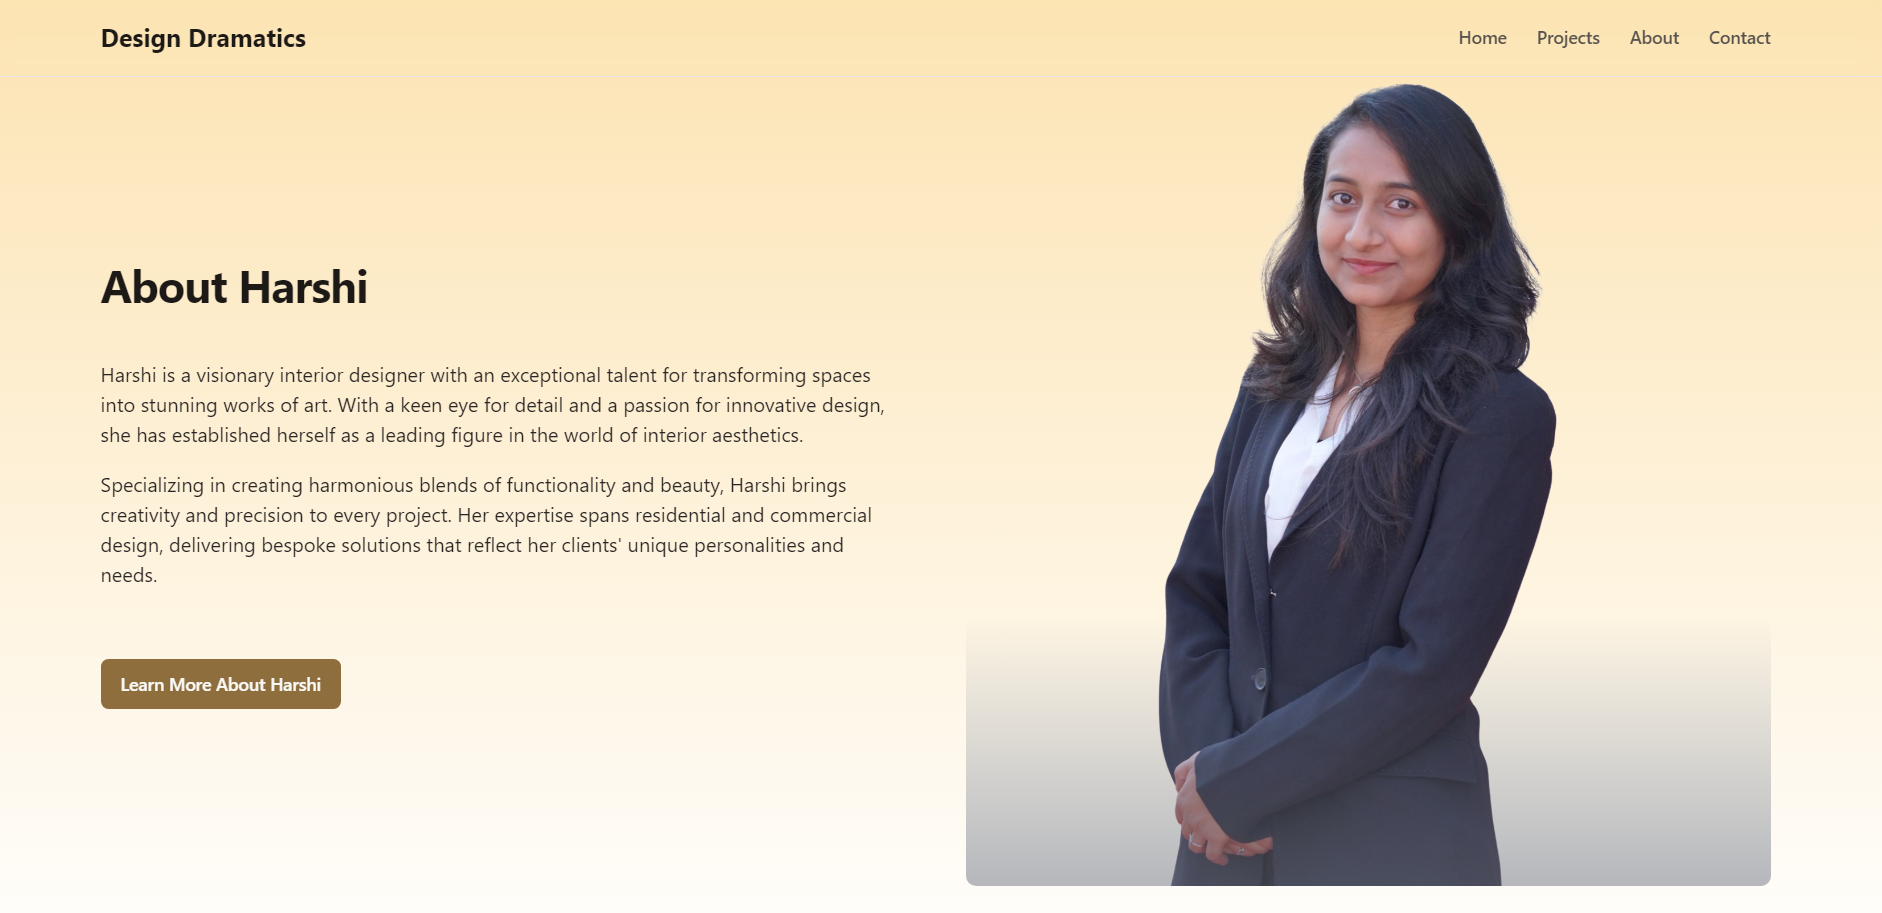 Design Dramatics
Home Projects About Contact
About Harshi
Harshi is a visionary interior designer with an exceptional talent for transforming spaces
into stunning works of art. With a keen eye for detail and a passion for innovative design,
she has established herself as a leading figure in the world of interior aesthetics.
Specializing in creating harmonious blends of functionality and beauty, Harshi brings
creativity and precision to every project. Her expertise spans residential and commercial
design, delivering bespoke solutions that reflect her clients' unique personalities and
needs.
Learn More About Harshi